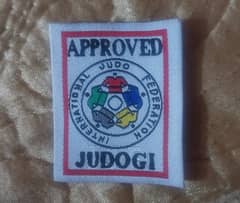 APPROVED
INTERNATIONAL JUDO FEDERATION
JUDOGI